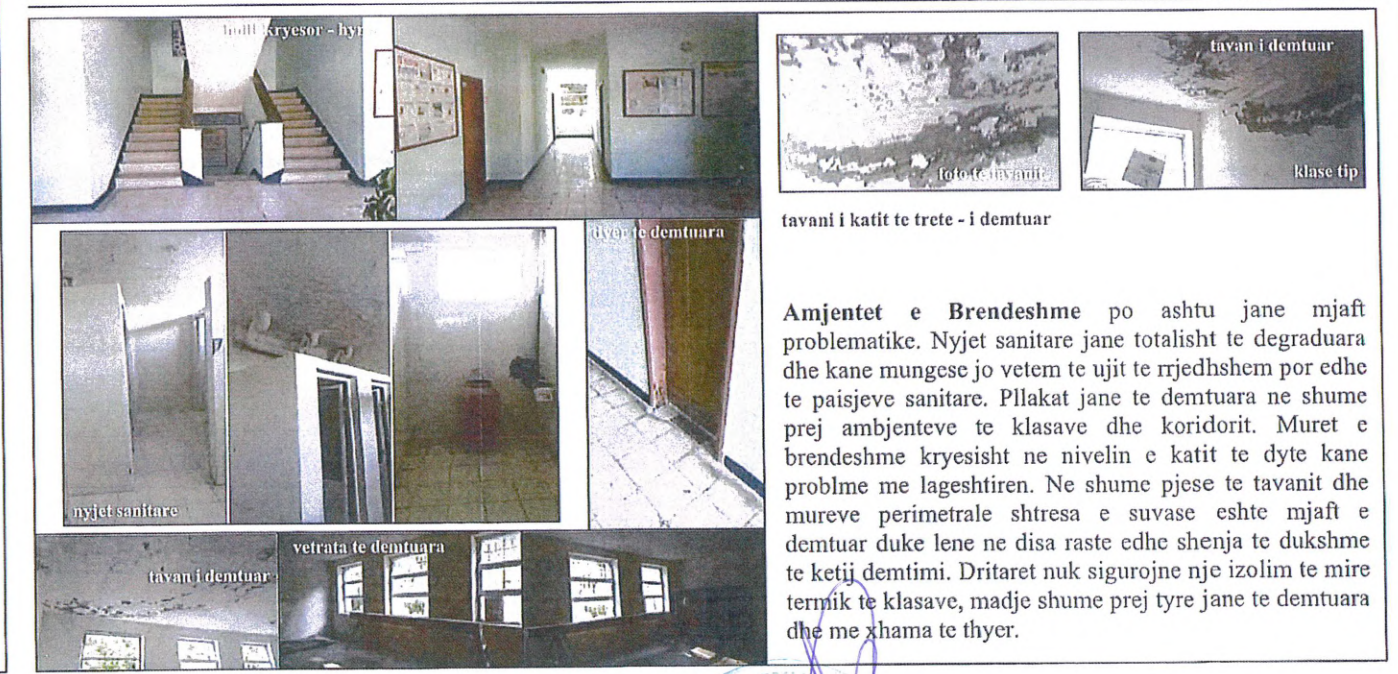 holli kryesor - hyr
foto te tavanit
tavan i demtuar
klase tip
tavani i katit te trete - i demtuar
dyer te demtuara
nyjet sanitare
tavan i demtuar
vetrata te demtuara
Amjentet e Brendeshme po ashtu jane mjaft
problematike. Nyjet sanitare jane totalisht te degraduara
dhe kane mungese jo vetem te ujit te rrjedhshem por edhe
te paisjeve sanitare. Pllakat jane te demtuara ne shume
prej ambjenteve te klasave dhe koridorit. Muret e
brendeshme kryesisht ne nivelin e katit te dyte kane
problme me lageshtiren. Ne shume pjese te tavanit dhe
mureve perimetrale shtresa e suvase eshte mjaft e
demtuar duke lene ne disa raste edhe shenja te dukshme
te ketij demtimi. Dritaret nuk sigurojne nje izolim te mire
termik te klasave, madje shume prej tyre jane te demtuara
dhe me xhama te thyer.